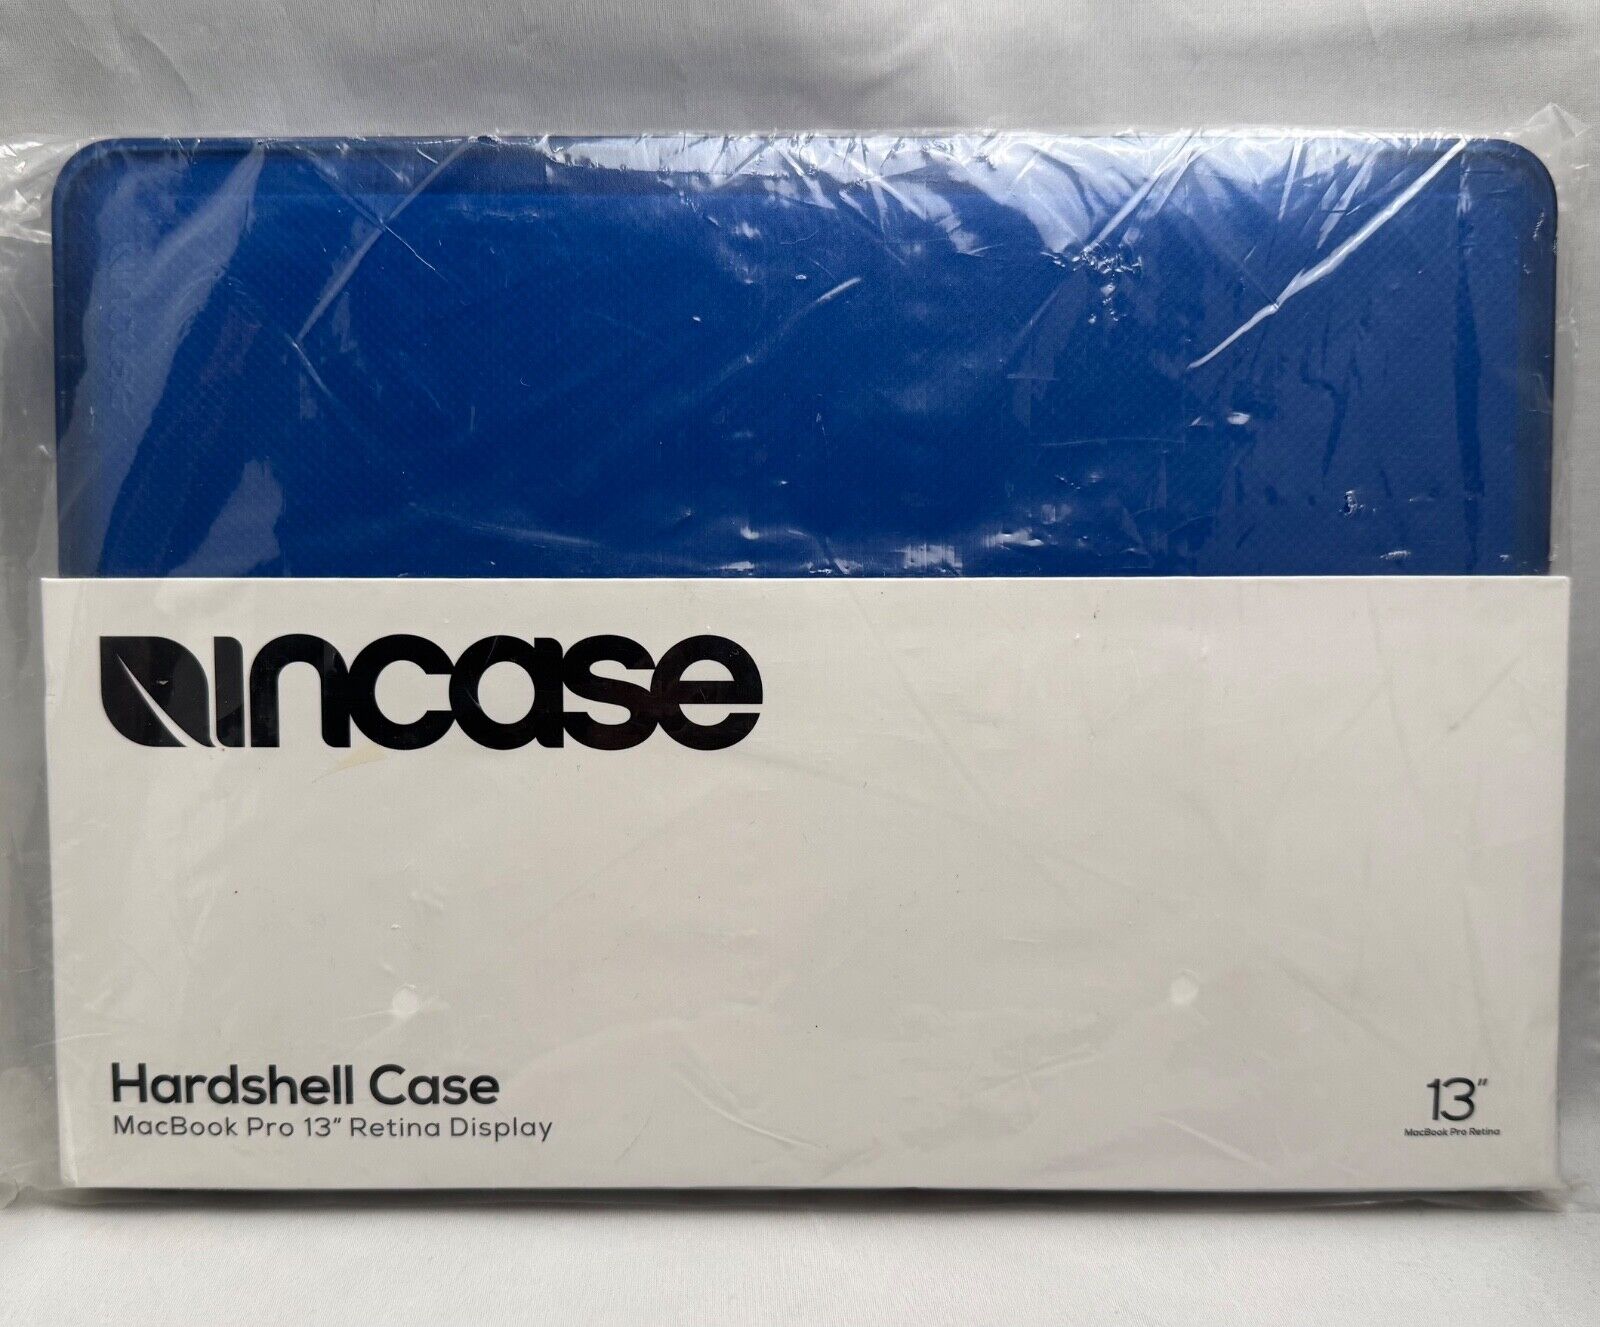 incase
Hardshell Case
MacBook Pro 13" Retina Display
13"
MacBook Pro Retina